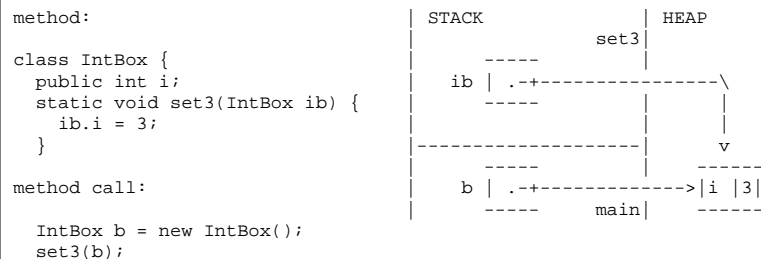 method: | STACK | HEAP
| set3|
class IntBox { | ----- |
public int i; | ib | .-+----------------\
static void set3(IntBox ib) { | ----- | |
ib.i = 3; | | |
} |--------------------| v
| ----- | ------
method call: | b | .-+------------->|i |3|
| ----- main| ------
IntBox b = new IntBox();
set3(b);